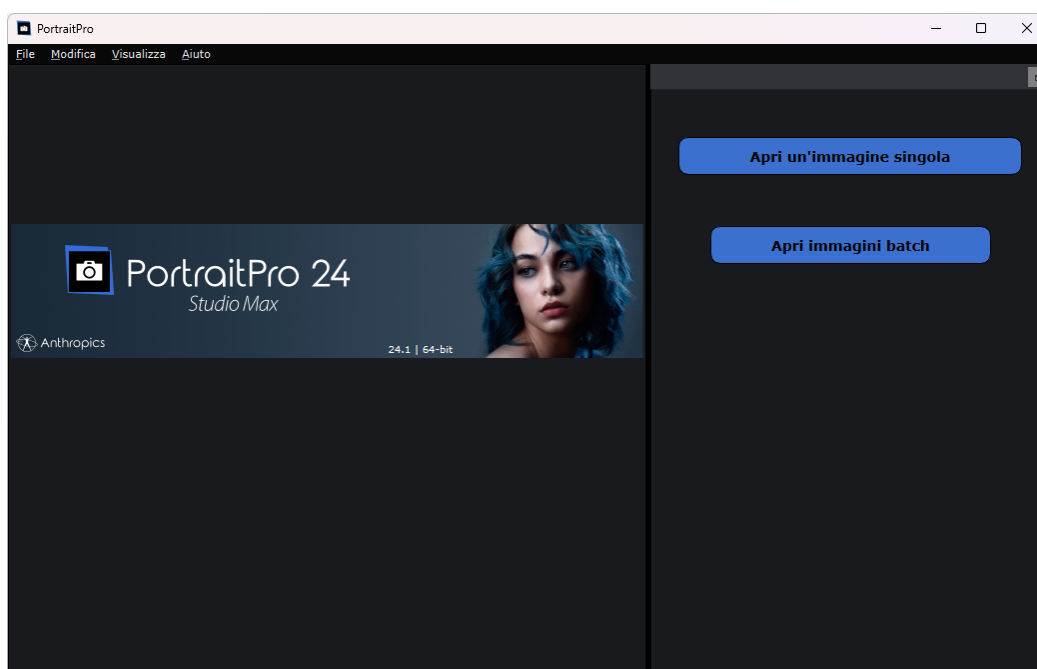 PortraitPro
File Modifica Visualizza Aiuto
Apri un'immagine singola
Apri immagini batch
PortraitPro 24
Studio Max
Anthropics
24.1 | 64-bit